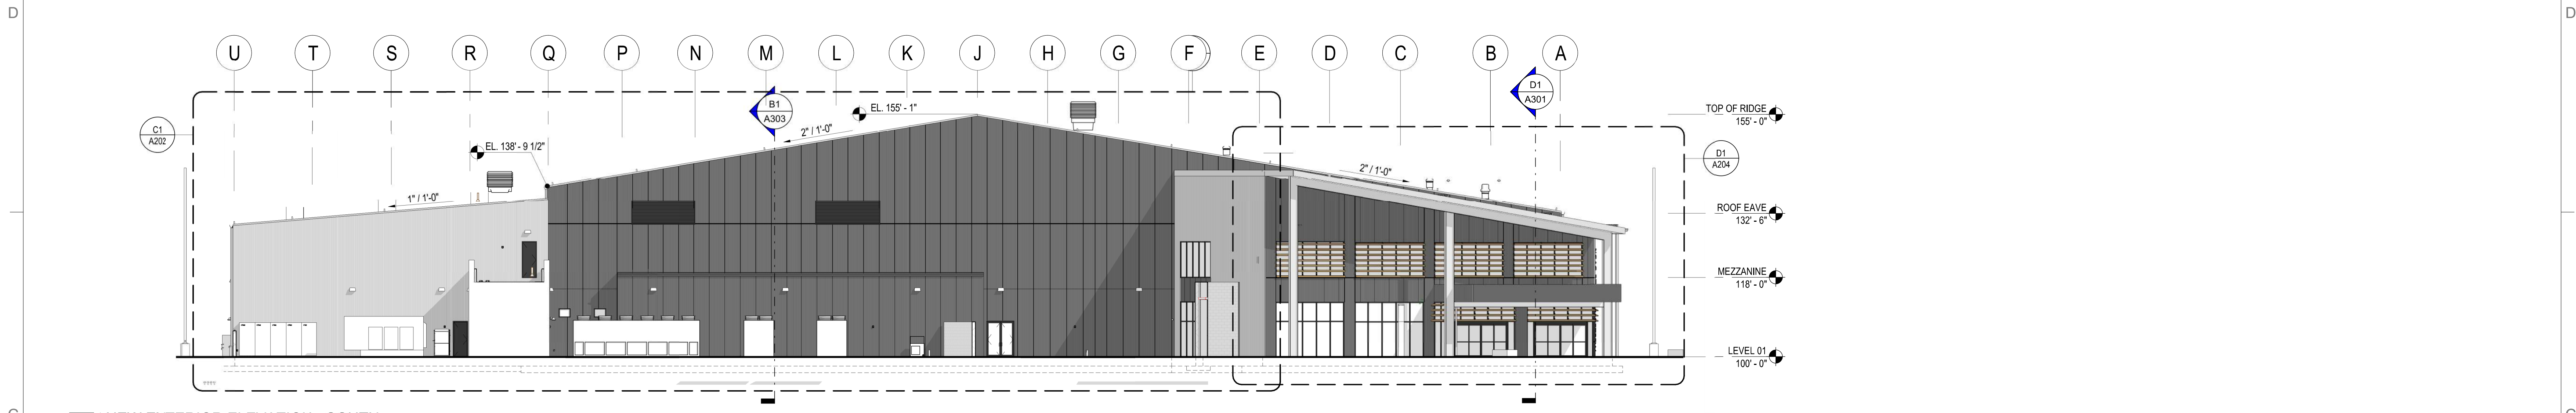 D
D
U
T
S
R
Q
P
N
M
L
K
J
H
G
F
E
D
C
B
A
B1
A303
EL. 155' - 1"
D1
A301
TOP OF RIDGE
155' - 0"
C1
A202
2" / 1'-0"
EL. 138' - 9 1/2"
D1
A204
2" / 1'-0"
1" / 1'-0"
ROOF EAVE
132' - 6"
MEZZANINE
118' - 0"
LEVEL 01
100' - 0"